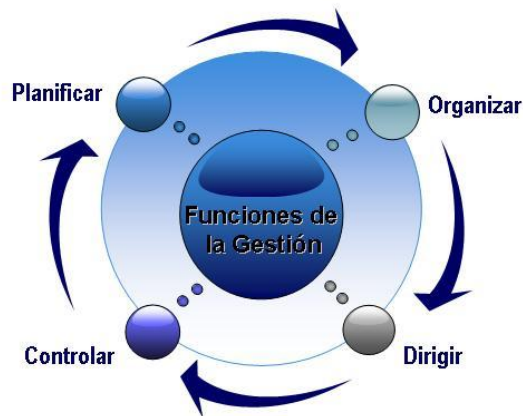 Planificar
Organizar
Funciones de
la Gestión
Controlar
Dirigir